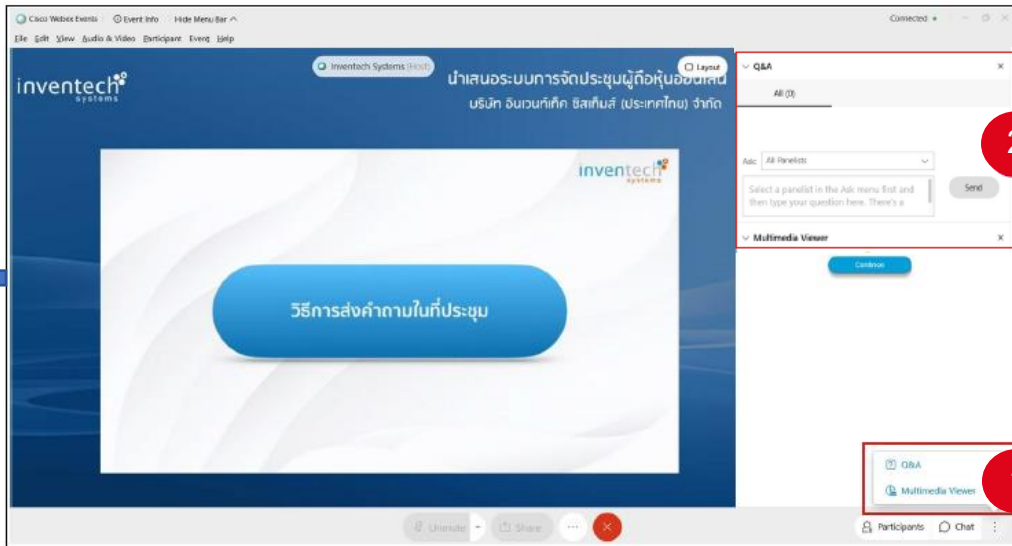 Cisco Webex Events
Event Info
Hide Menu Bar
Connected
File Edit View Audio & Video Participant Event Help
inventech
systems
Inventech Systems (Host)
Layout
นำเสนอระบบการจัดประชุมผู้ถือหุ้นออนไลน์
บริษัท อินเวนท์เท็ค ซิสเท็มส์ (ประเทศไทย) จำกัด
inventech
systems
วิธีการส่งคำถามในที่ประชุม
Q&A
All (0)
2
Ask: All Panelists
Select a panelist in the Ask menu first and
then type your question here. There's a
Send
Multimedia Viewer
Continue
Q&A
Multimedia Viewer
Unmute
Share
Participants
Chat